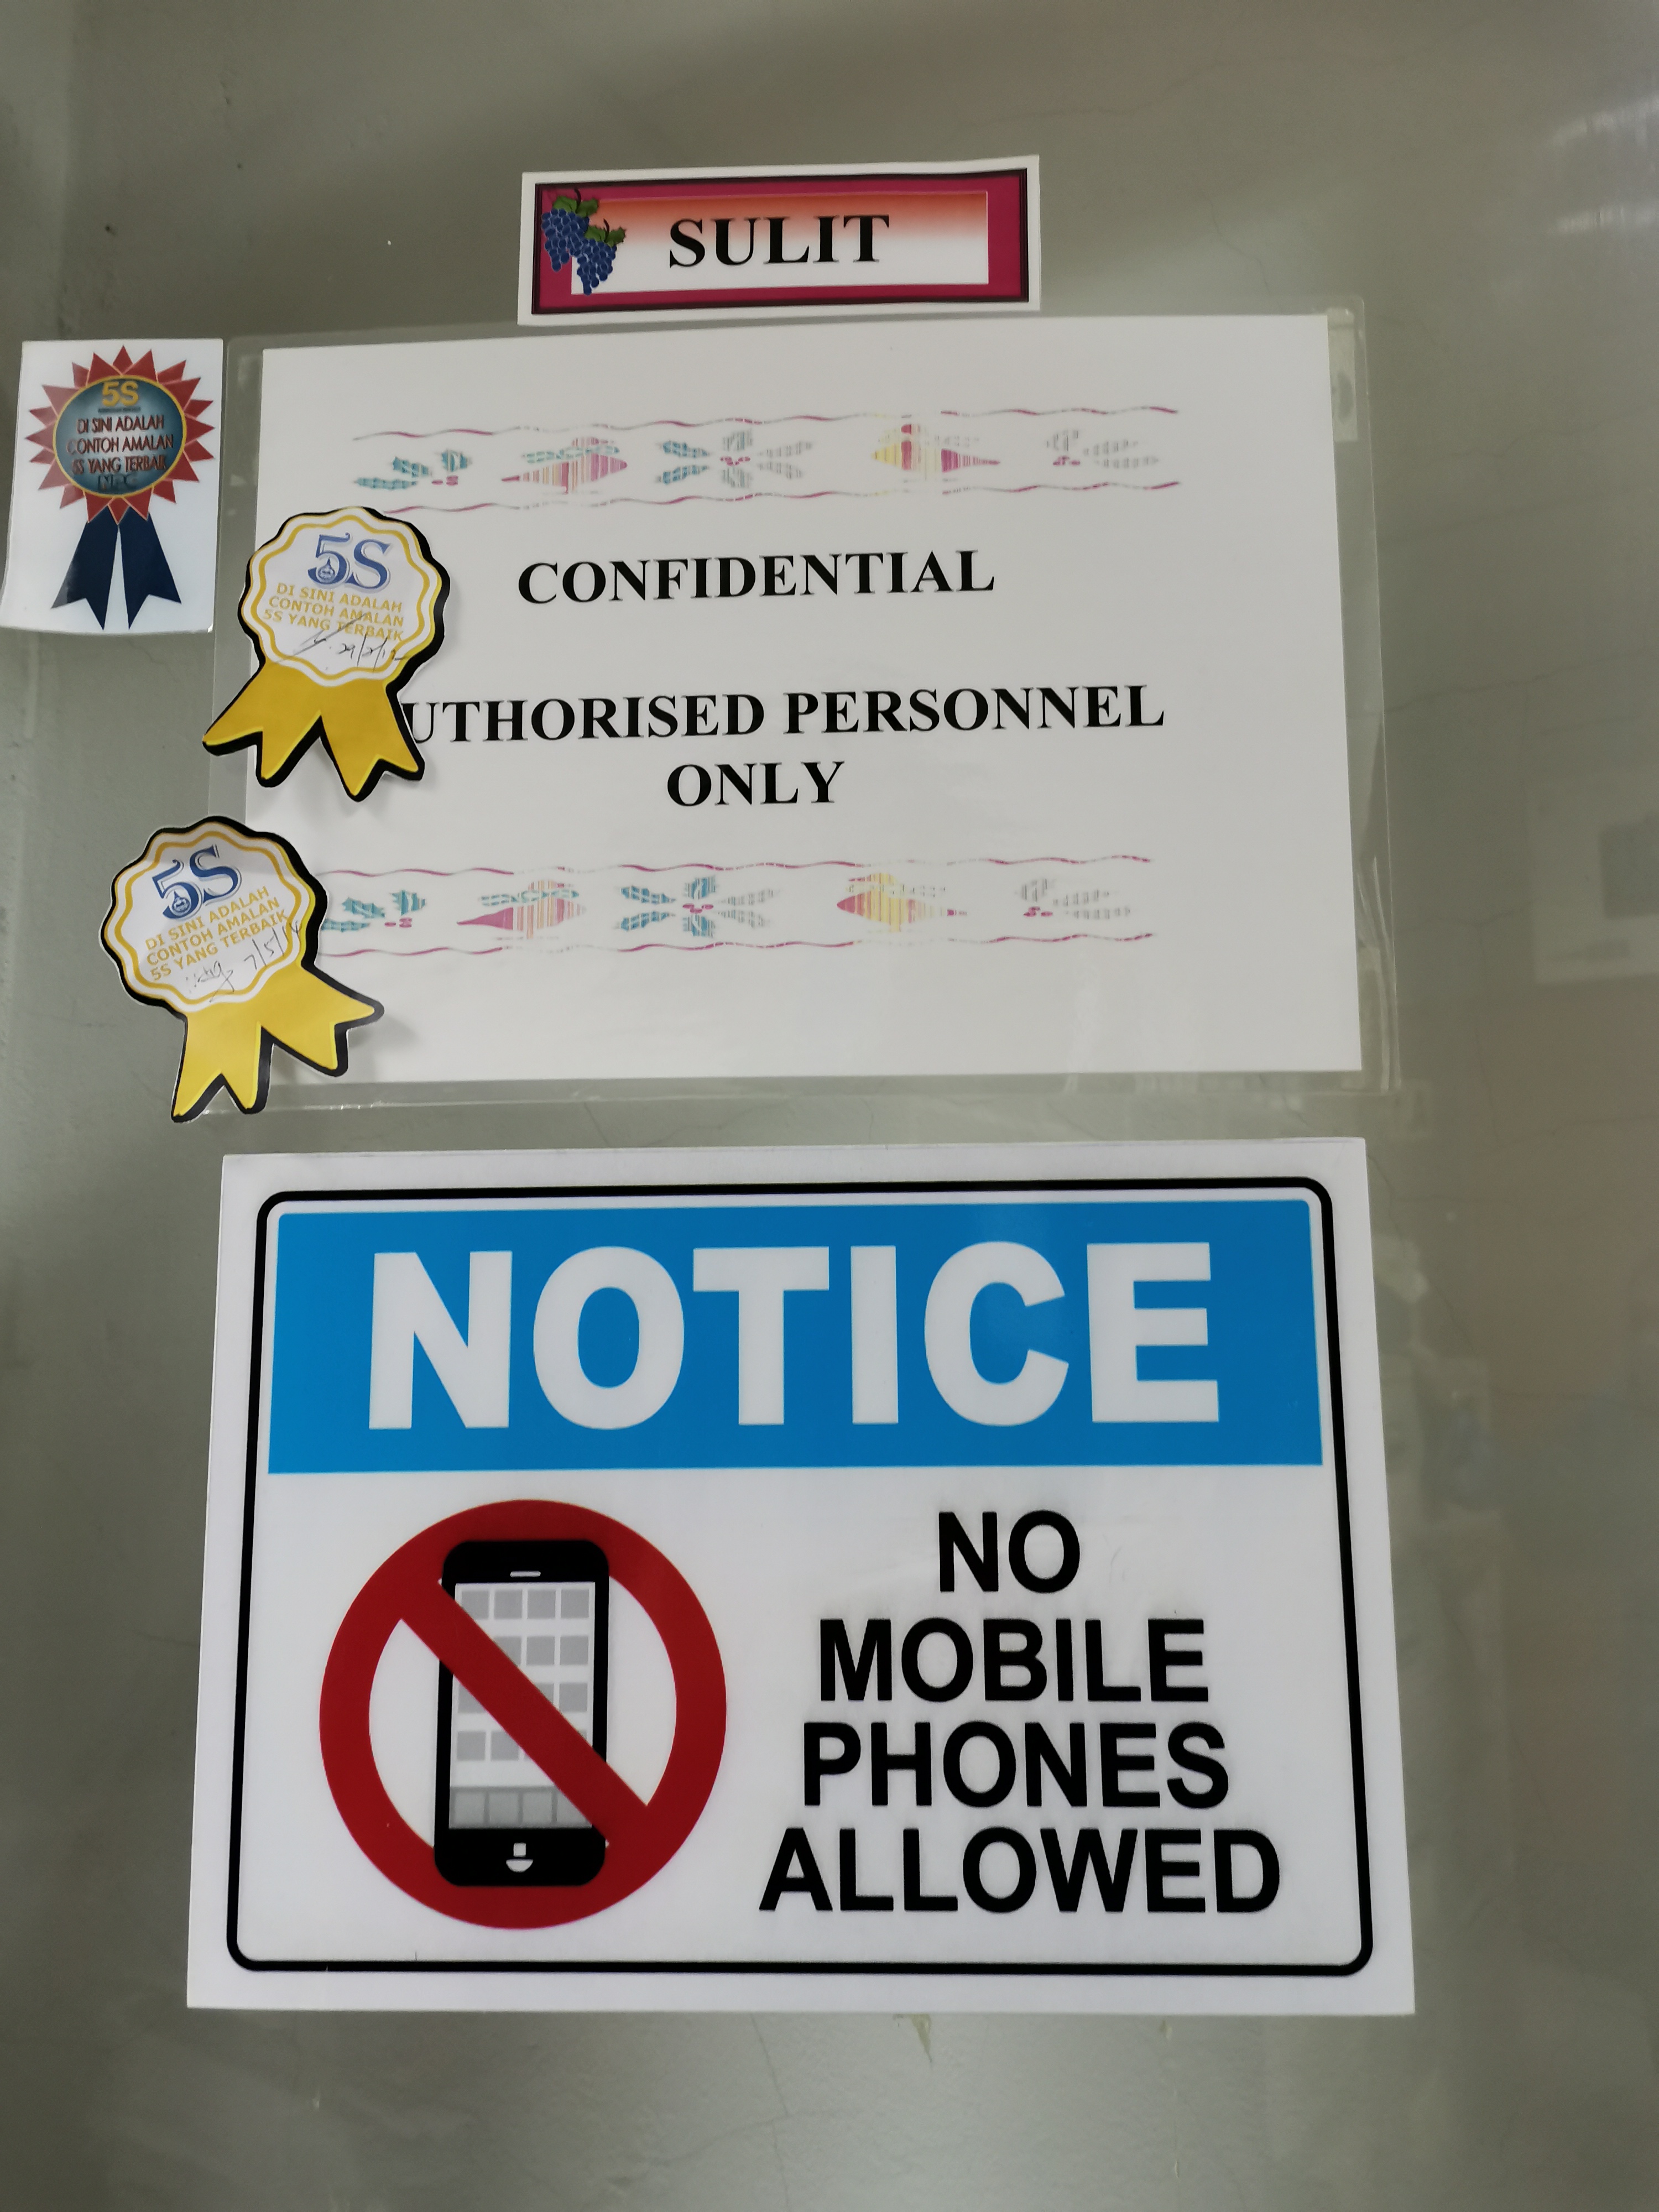 SULIT
5S
DI SINI ADALAH
CONTOH AMALAN
5S YANG TERBAIK
5S
DI SINI ADALAH
CONTOH AMALAN
5S YANG TERBAIK
CONFIDENTIAL
UTHORISED PERSONNEL
ONLY
5S
DI SINI ADALAH
CONTOH AMALAN
5S YANG TERBAIK
NOTICE
NO
MOBILE
PHONES
ALLOWED